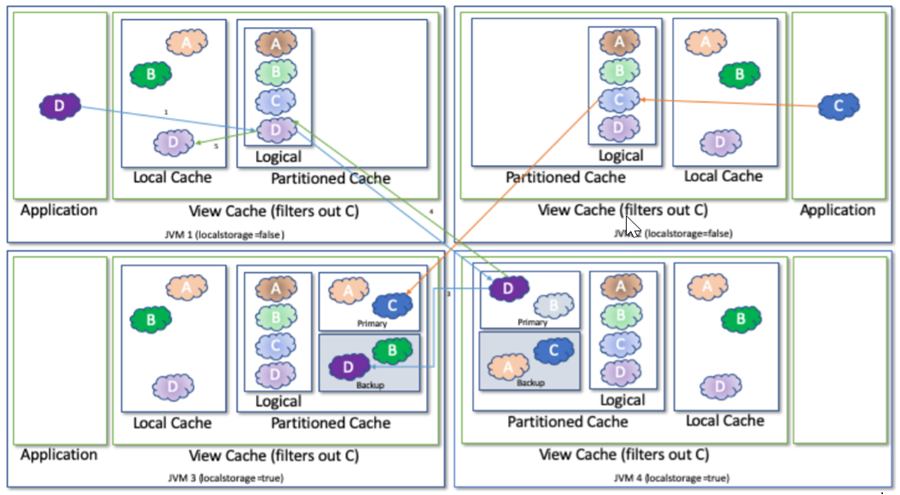 A
A
B
B
D
C
D
Logical
Local Cache
Partitioned Cache
Application
View Cache (filters out C)
JVM 1 (localstorage=false)
1
5
4
A
B
C
D
Logical
A
B
D
C
Partitioned Cache
Local Cache
View Cache (filters out C)
Application
(localstorage=false)
A
B
D
A
B
C
D
A
C
Primary
B
D
Backup
3
Logical
Local Cache
Partitioned Cache
Application
View Cache (filters out C)
JVM 3 (localstorage=true)
D
B
Primary
C
A
Backup
A
B
C
D
A
B
D
Logical
Partitioned Cache
Local Cache
View Cache (filters out C)
JVM 4 (localstorage=true)